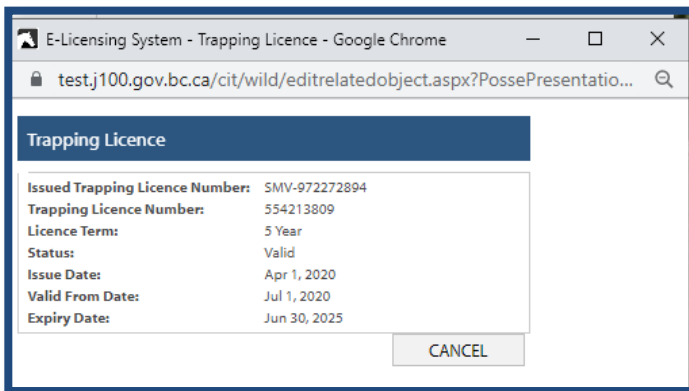 E-Licensing System - Trapping Licence - Google Chrome
test.j100.gov.bc.ca/cit/wild/editrelatedobject.aspx?PossePresentatio...
Trapping Licence
Issued Trapping Licence Number: SMV-972272894
Trapping Licence Number: 554213809
Licence Term: 5 Year
Status: Valid
Issue Date: Apr 1, 2020
Valid From Date: Jul 1, 2020
Expiry Date: Jun 30, 2025
CANCEL